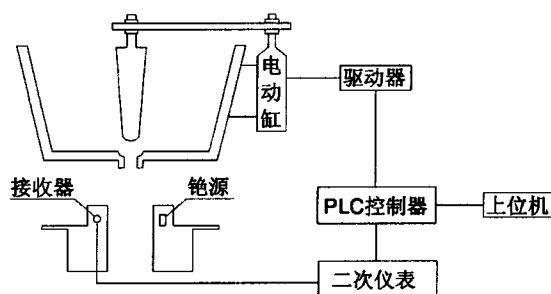 电动缸
驱动器
接收器
铯源
PLC控制器
上位机
二次仪表